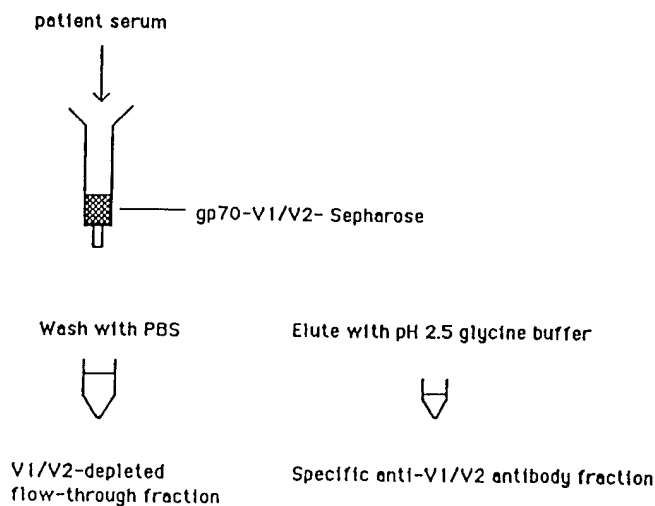 patient serum
gp70-V1/V2- Sepharose
Wash with PBS
Elute with pH 2.5 glycine buffer
V1/V2-depleted
flow-through fraction
Specific anti-V1/V2 antibody fraction